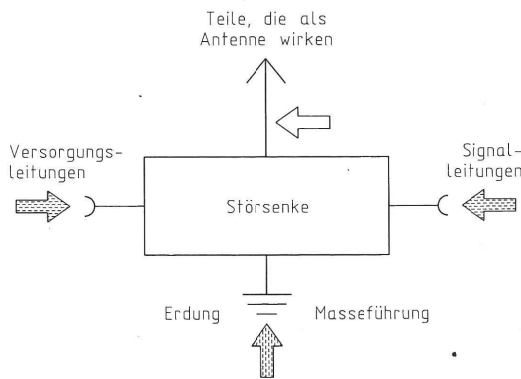 Teile, die als
Antenne wirken
Versorgungs-
leitungen
Signal-
leitungen
Störsenke
Erdung
Masseführung